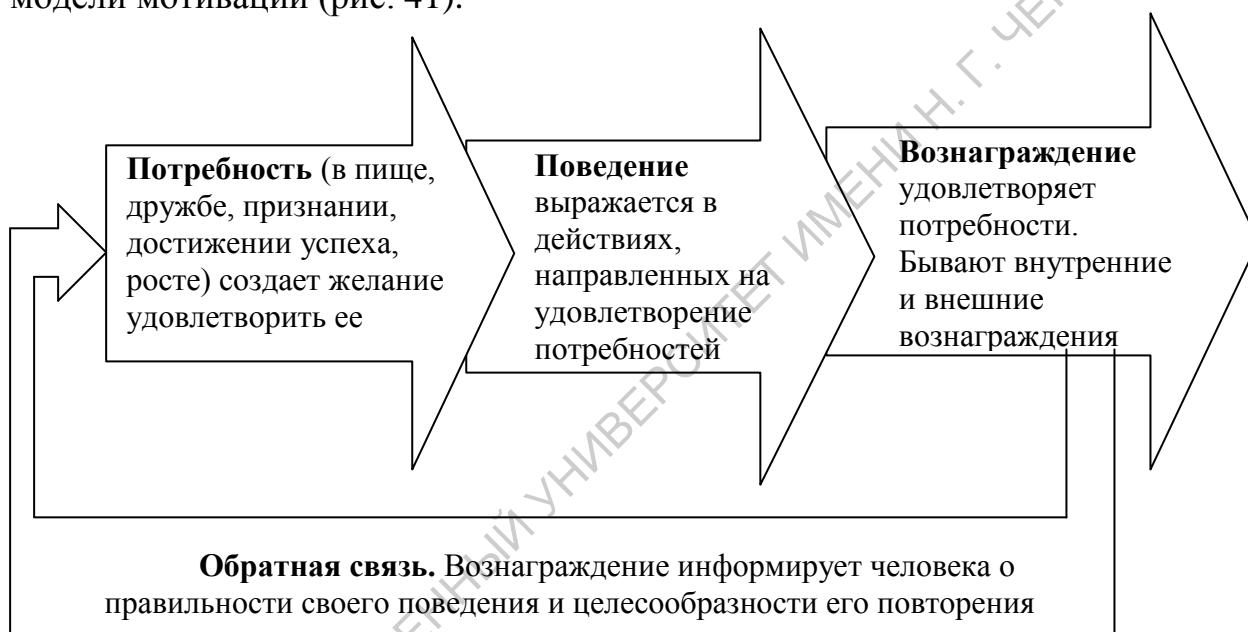 модели мотивации (рис. 41).
Потребность (в пище,
дружбе, признании,
достижении успеха,
росте) создает желание
удовлетворить ее
Поведение
выражается в
действиях,
направленных на
удовлетворение
потребностей
Вознаграждение
удовлетворяет
потребности.
Бывают внутренние
и внешние
вознаграждения
Обратная связь. Вознаграждение информирует человека о
правильности своего поведения и целесообразности его повторения
УНИВЕРСИТЕТ ИМЕНИ Н. Г.